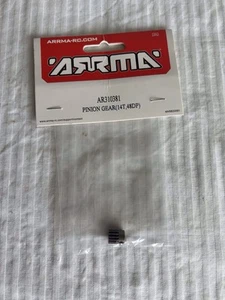 ARRMA-RC.COM
ARRMA
AR310381
PINION GEAR(14T,48DP)